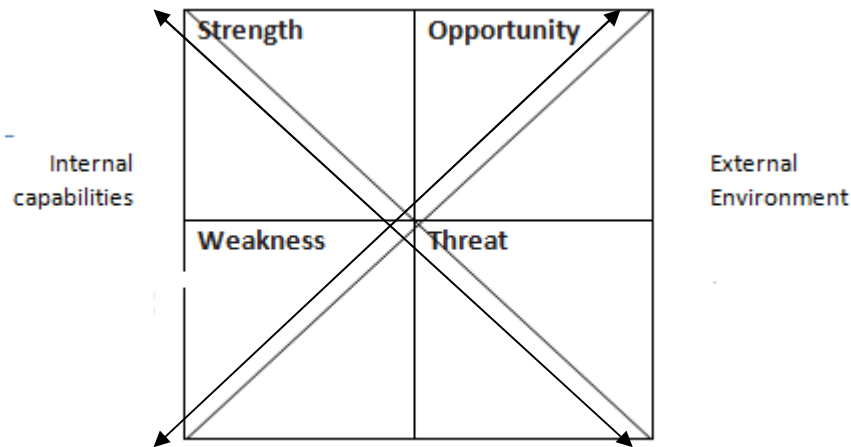 Strength
Opportunity
Internal
capabilities
External
Environment
Weakness
Threat